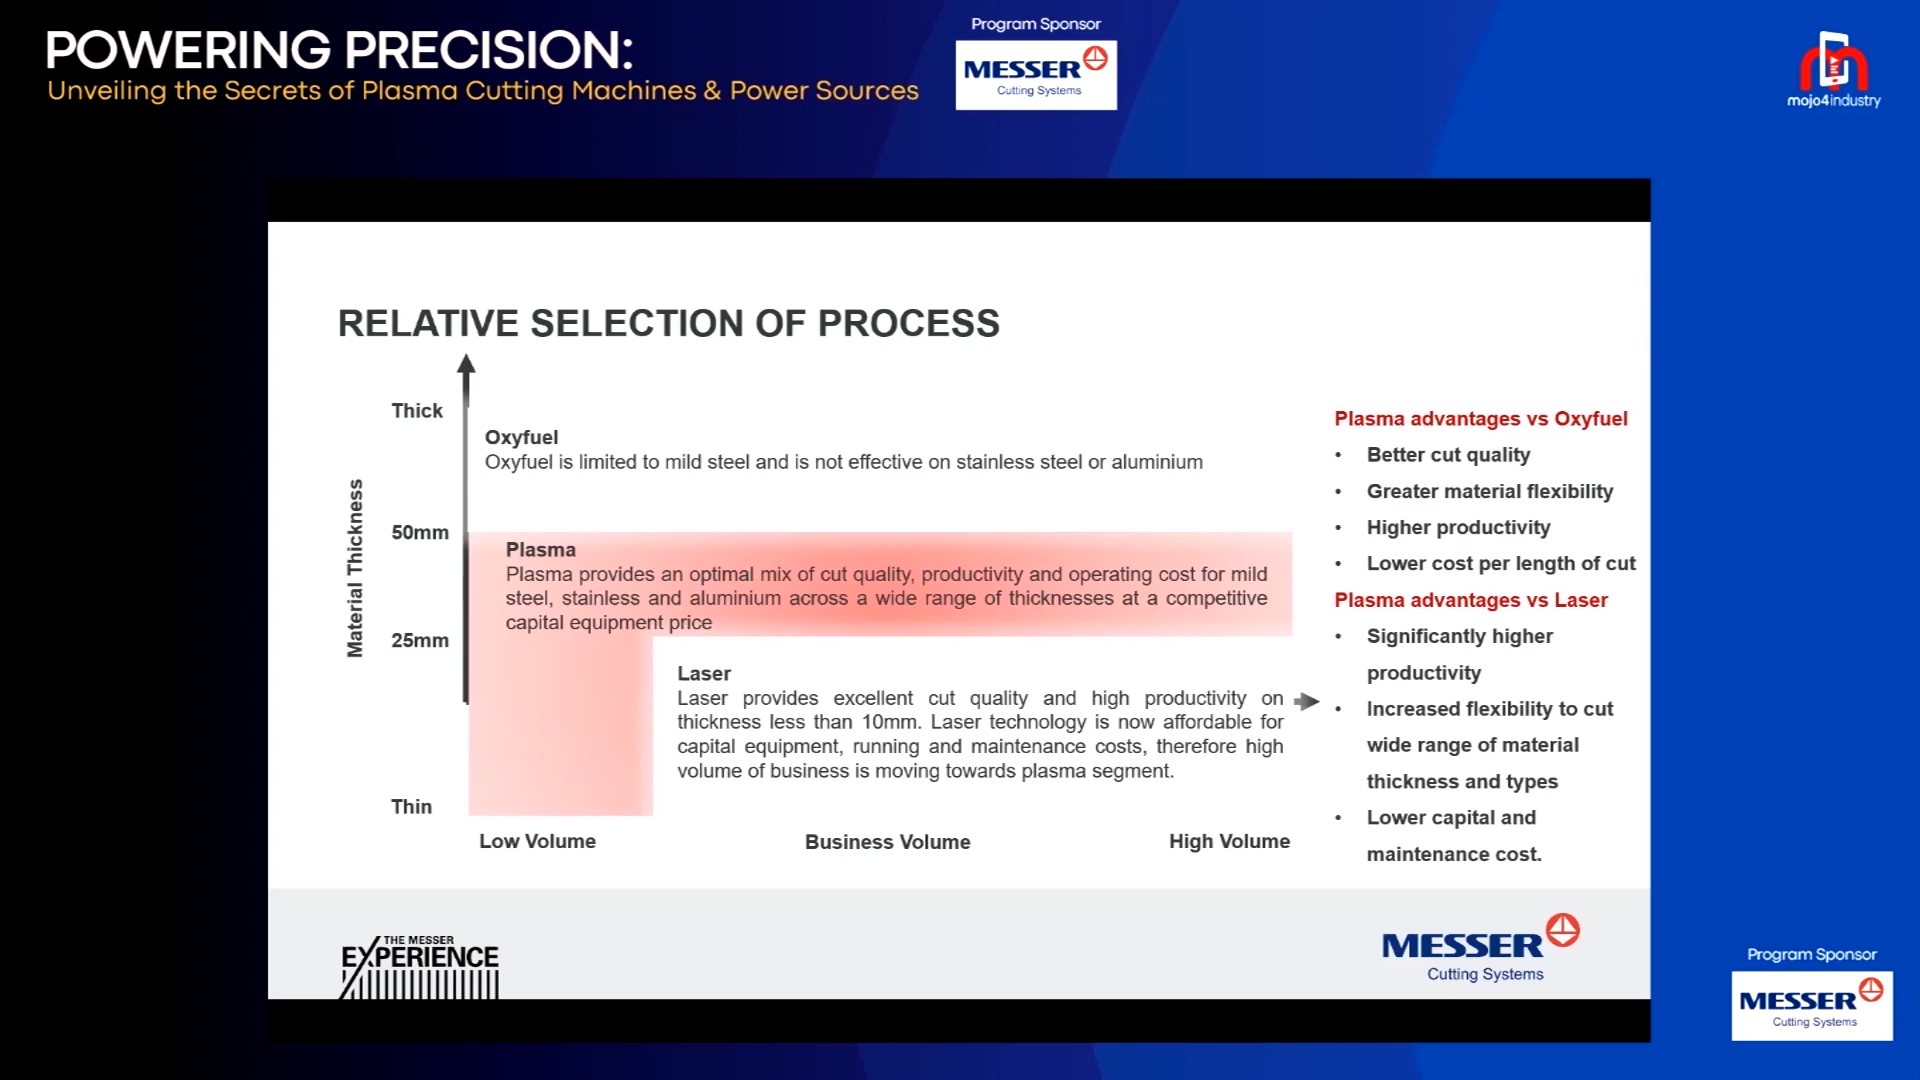 POWERING PRECISION:
Unveiling the Secrets of Plasma Cutting Machines & Power Sources
Program Sponsor
MESSER
Cutting Systems
mojo4industry
RELATIVE SELECTION OF PROCESS
Material Thickness
Thick
50mm
25mm
Thin
Oxyfuel
Oxyfuel is limited to mild steel and is not effective on stainless steel or aluminium
Plasma
Plasma provides an optimal mix of cut quality, productivity and operating cost for mild
steel, stainless and aluminium across a wide range of thicknesses at a competitive
capital equipment price
Laser
Laser provides excellent cut quality and high productivity on
thickness less than 10mm. Laser technology is now affordable for
capital equipment, running and maintenance costs, therefore high
volume of business is moving towards plasma segment.
Low Volume
Business Volume
High Volume
Plasma advantages vs Oxyfuel
• Better cut quality
• Greater material flexibility
• Higher productivity
• Lower cost per length of cut
Plasma advantages vs Laser
• Significantly higher
productivity
• Increased flexibility to cut
wide range of material
thickness and types
• Lower capital and
maintenance cost.
THE MESSER
EXPERIENCE
MESSER
Cutting Systems
Program Sponsor
MESSER
Cutting Systems